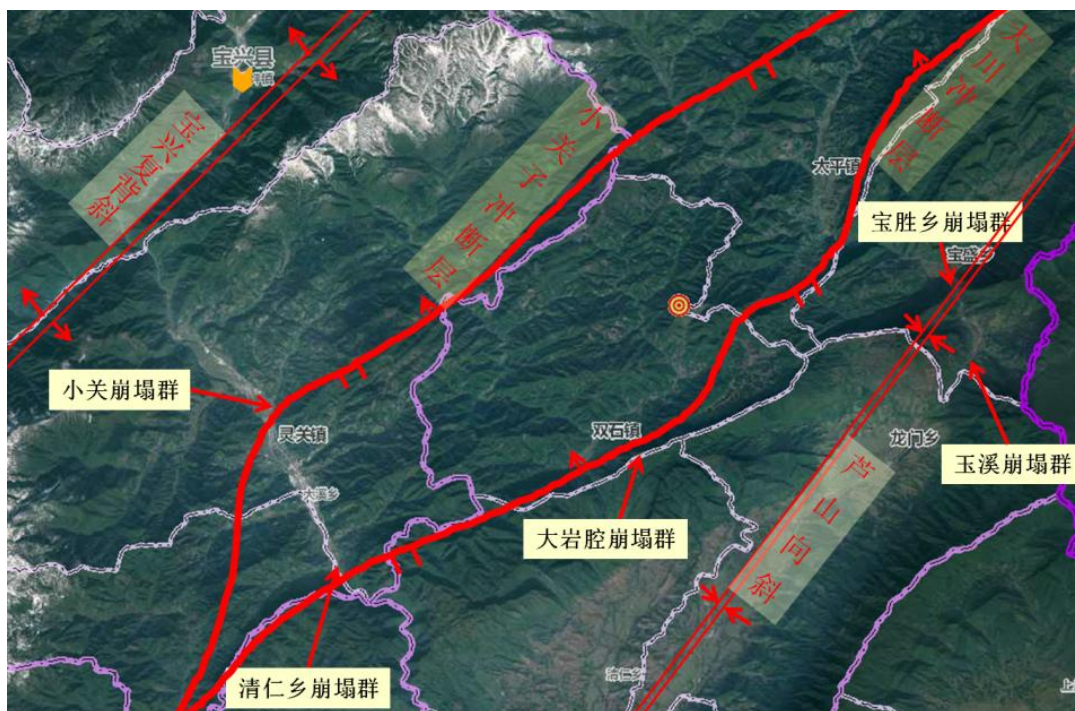 宝兴县
宝兴复背斜
小关子冲断层
大川冲断层
太平镇
宝胜乡崩塌群
宝盛乡
小关崩塌群
灵关镇
双石镇
龙门乡
玉溪崩塌群
大溪乡
大岩腔崩塌群
芦山向斜
清仁乡崩塌群
清仁乡
上